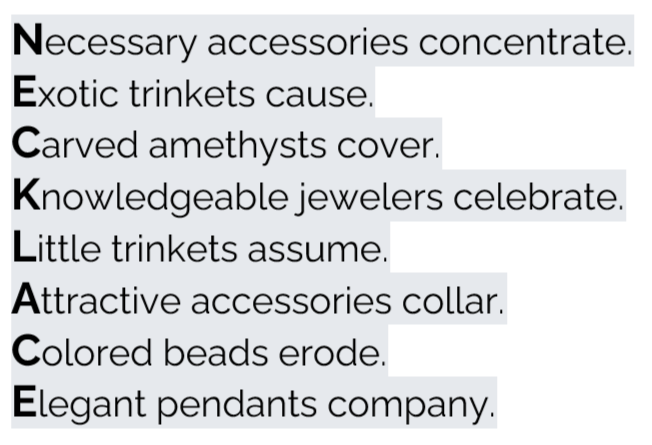 Necessary accessories concentrate.
Exotic trinkets cause.
Carved amethysts cover.
Knowledgeable jewelers celebrate.
Little trinkets assume.
Attractive accessories collar.
Colored beads erode.
Elegant pendants company.